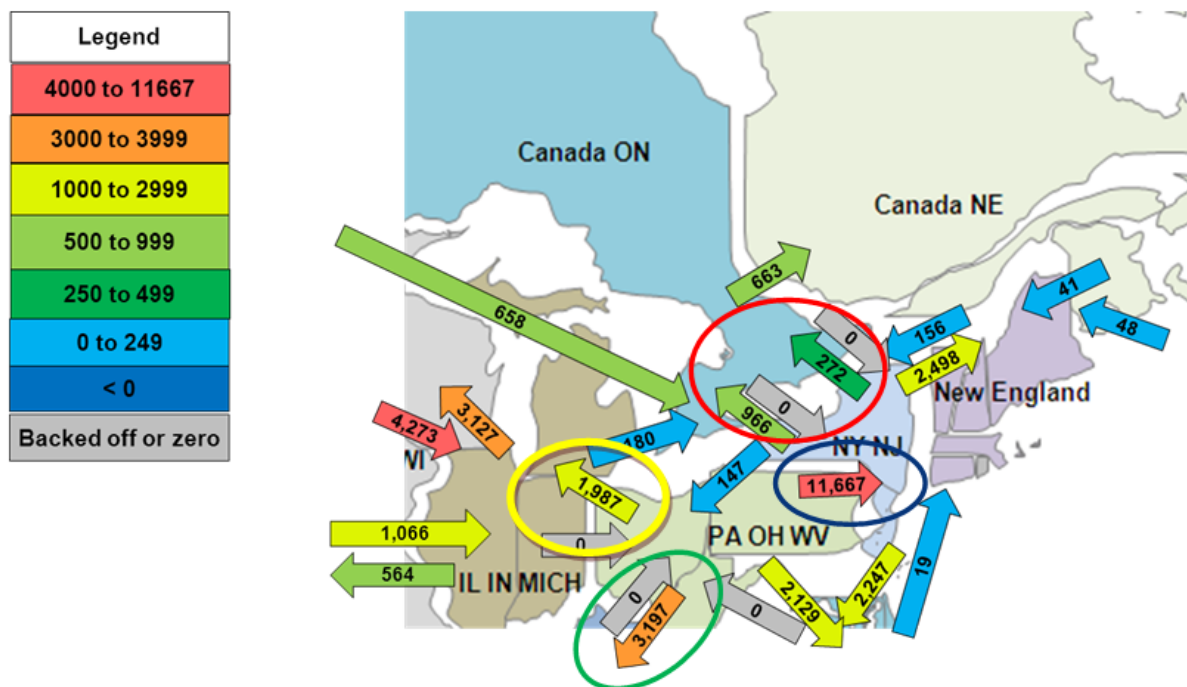 Legend
4000 to 11667
3000 to 3999
1000 to 2999
500 to 999
250 to 499
0 to 249
< 0
Backed off or zero
Canada ON
Canada NE
663
41
48
658
0
156
272
2,498
New England
966
0
3,127
4,273
180
NY NJ
WI
147
1,987
11,667
1,066
0
PA OH WV
564
IL IN MICH
0
3,197
0
2,129
2,247
19